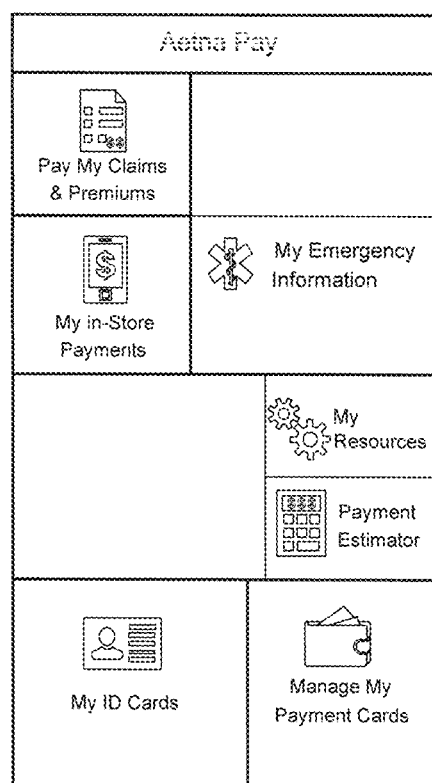 Aetna Pay
Pay My Claims
& Premiums
My in-Store
Payments
My Emergency
Information
My
Resources
Payment
Estimator
My ID Cards
Manage My
Payment Cards